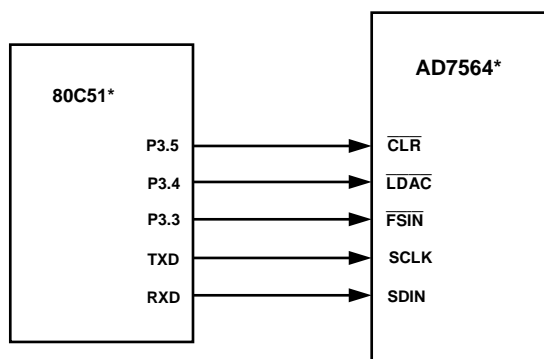 AD7564*
80C51*
P3.5 CLR
P3.4 LDAC
P3.3 FSIN
TXD SCLK
RXD SDIN